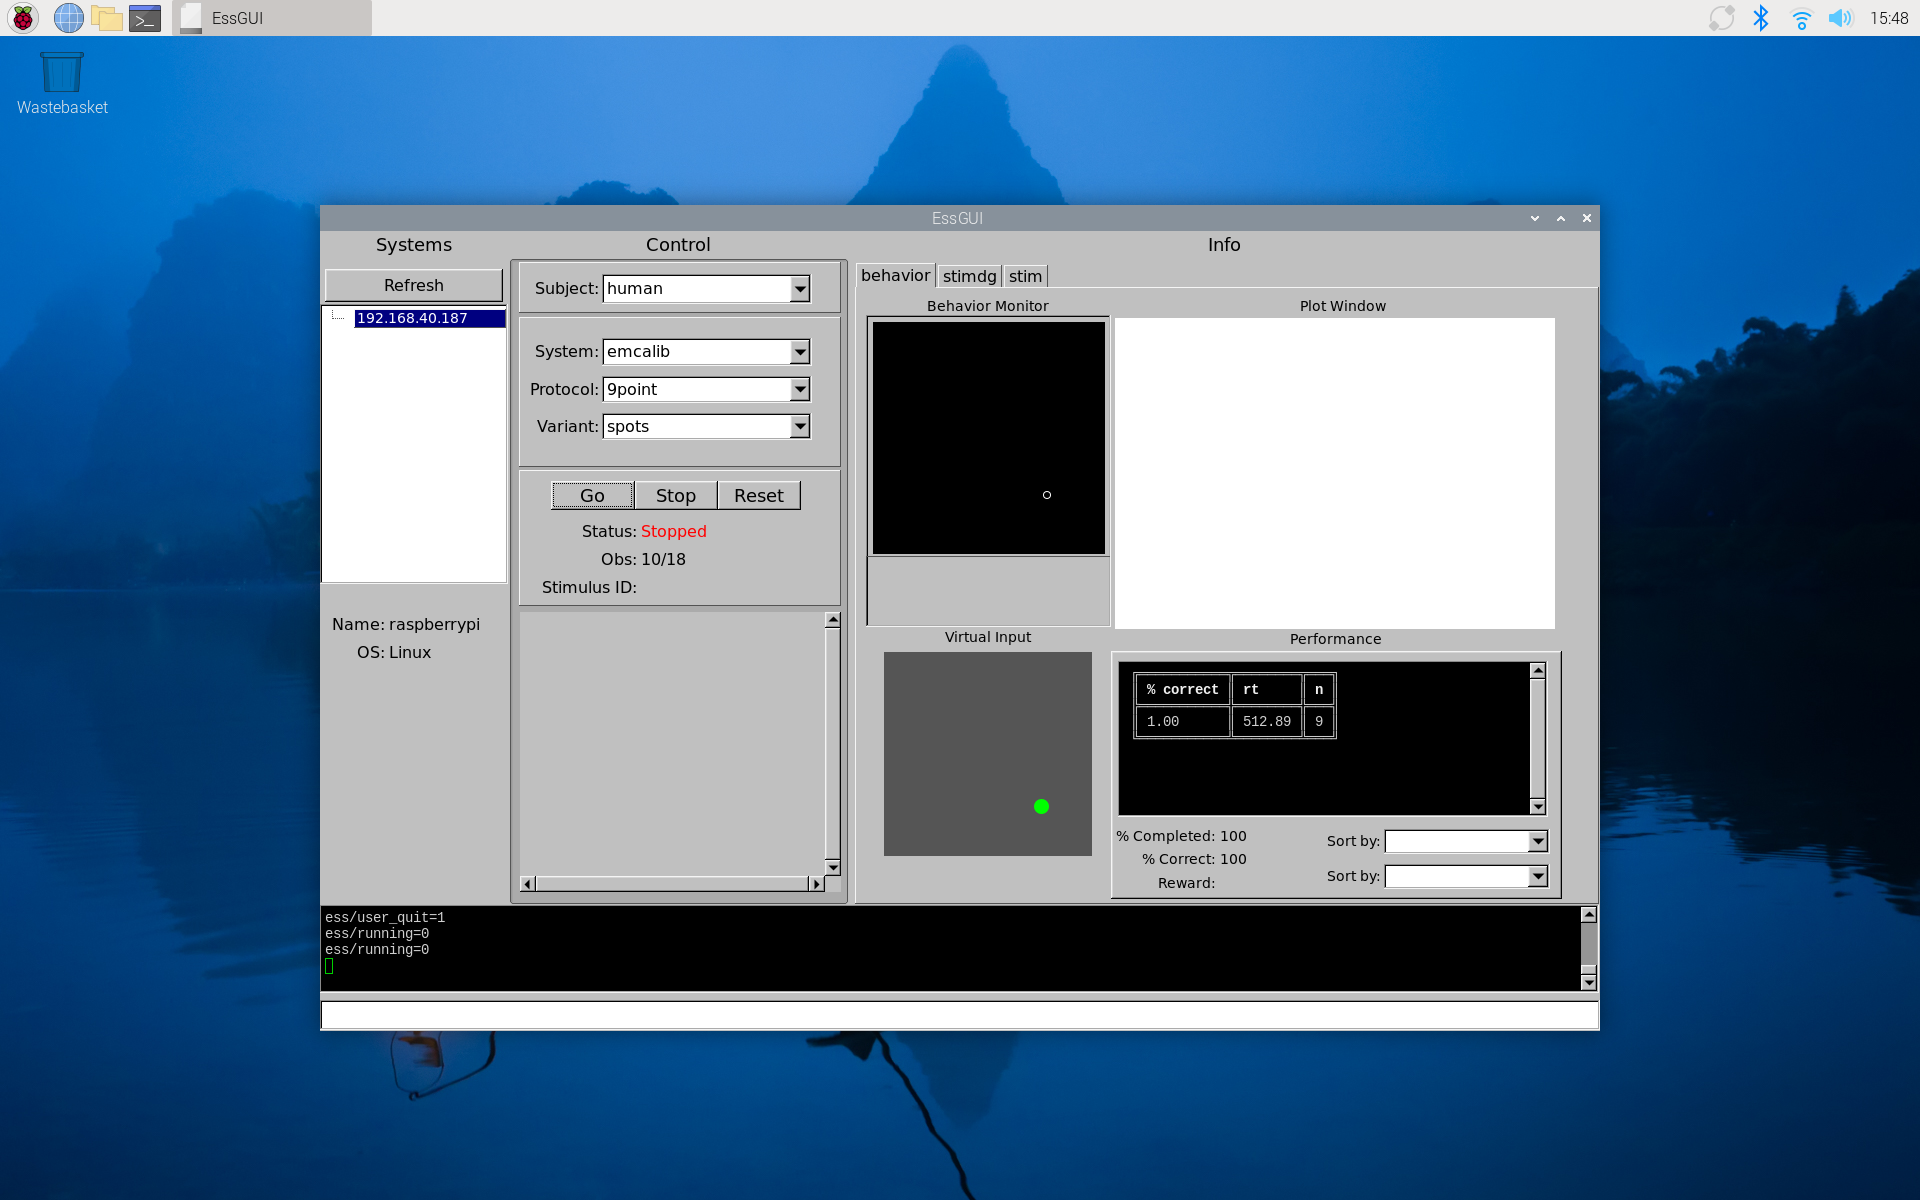 EssGUI
15:48
Wastebasket
EssGUI
Systems
Control
Info
Refresh
192.168.40.187
Name: raspberrypi
OS: Linux
Subject: human
System: emcalib
Protocol: 9point
Variant: spots
Go Stop Reset
Status: Stopped
Obs: 10/18
Stimulus ID:
behavior stimdg stim
Behavior Monitor
Plot Window
Virtual Input
Performance
% correct rt n
1.00 512.89 9
% Completed: 100
% Correct: 100
Reward:
Sort by:
Sort by:
ess/user_quit=1
ess/running=0
ess/running=0